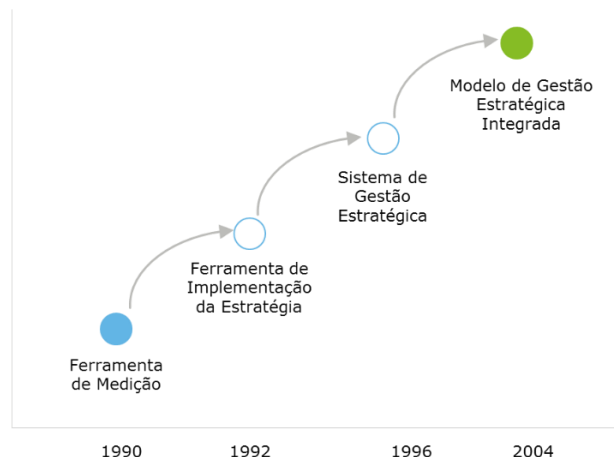 Modelo de Gestão
Estratégica
Integrada
Sistema de
Gestão
Estratégica
Ferramenta de
Implementação
da Estratégia
Ferramenta
de Medição
1990
1992
1996
2004